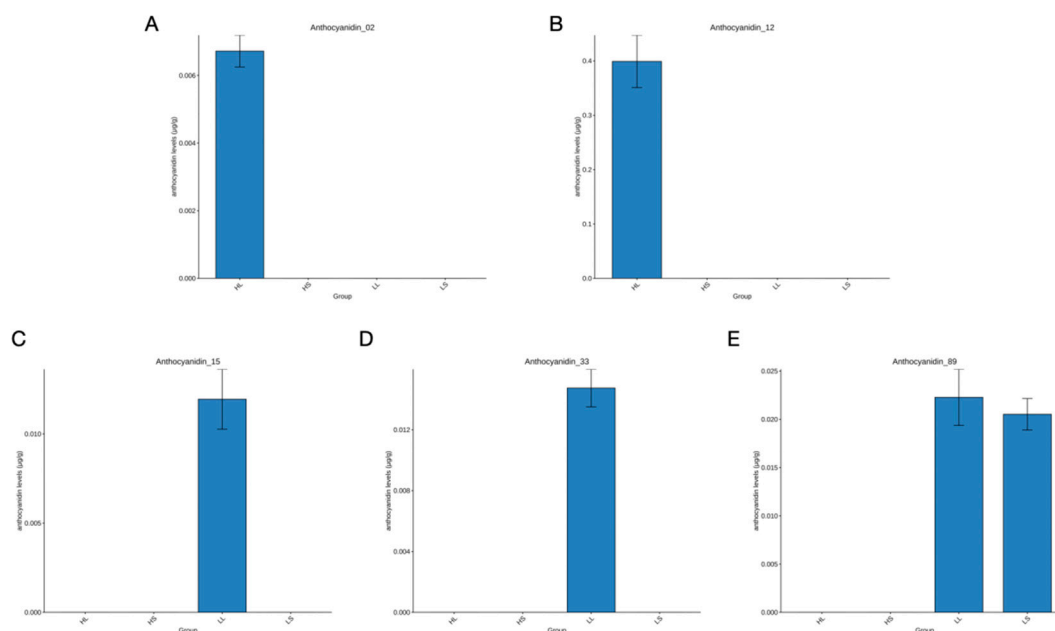 A
Anthocyanidin_02
anthocyanidin levels (µg/g)
0.006
0.004
0.002
0.000
HL HS LL LS
Group
B
Anthocyanidin_12
anthocyanidin levels (µg/g)
0.4
0.3
0.2
0.1
0.0
HL HS LL LS
Group
C
Anthocyanidin_15
anthocyanidin levels (µg/g)
0.010
0.005
0.000
HL HS LL LS
Group
D
Anthocyanidin_33
anthocyanidin levels (µg/g)
0.012
0.008
0.004
0.000
HL HS LL LS
Group
E
Anthocyanidin_89
anthocyanidin levels (µg/g)
0.025
0.020
0.015
0.010
0.005
0.000
HL HS LL LS
Group